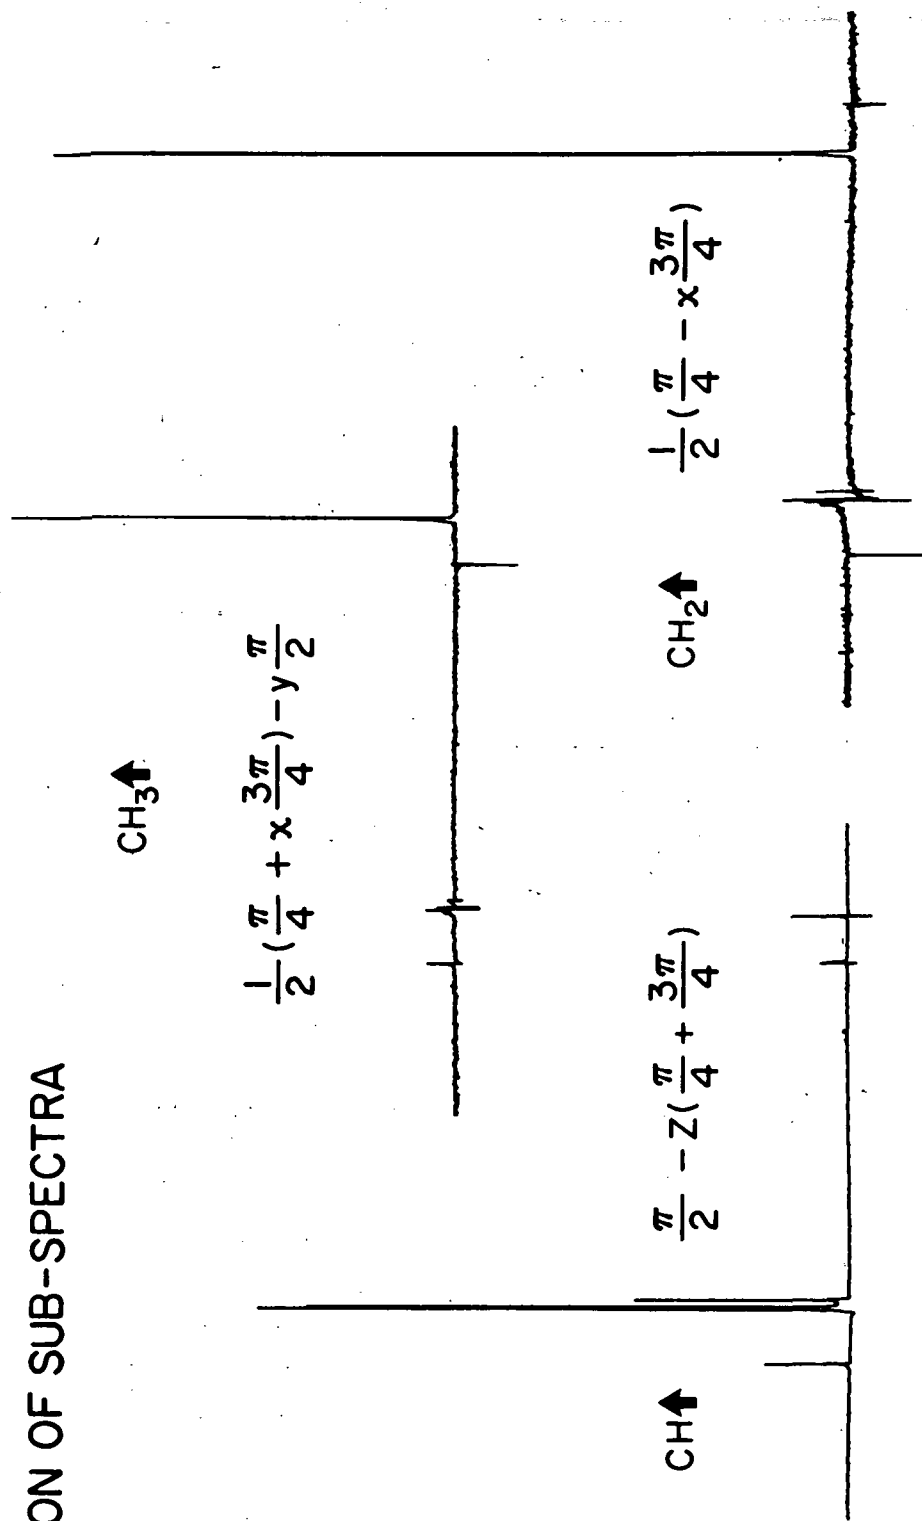 ON OF SUB-SPECTRA
CH₃
1/2(π/4 + x 3π/4) - y π/2
CH
π/2 - Z(π/4 + 3π/4)
CH₂
1/2(π/4 - x 3π/4)